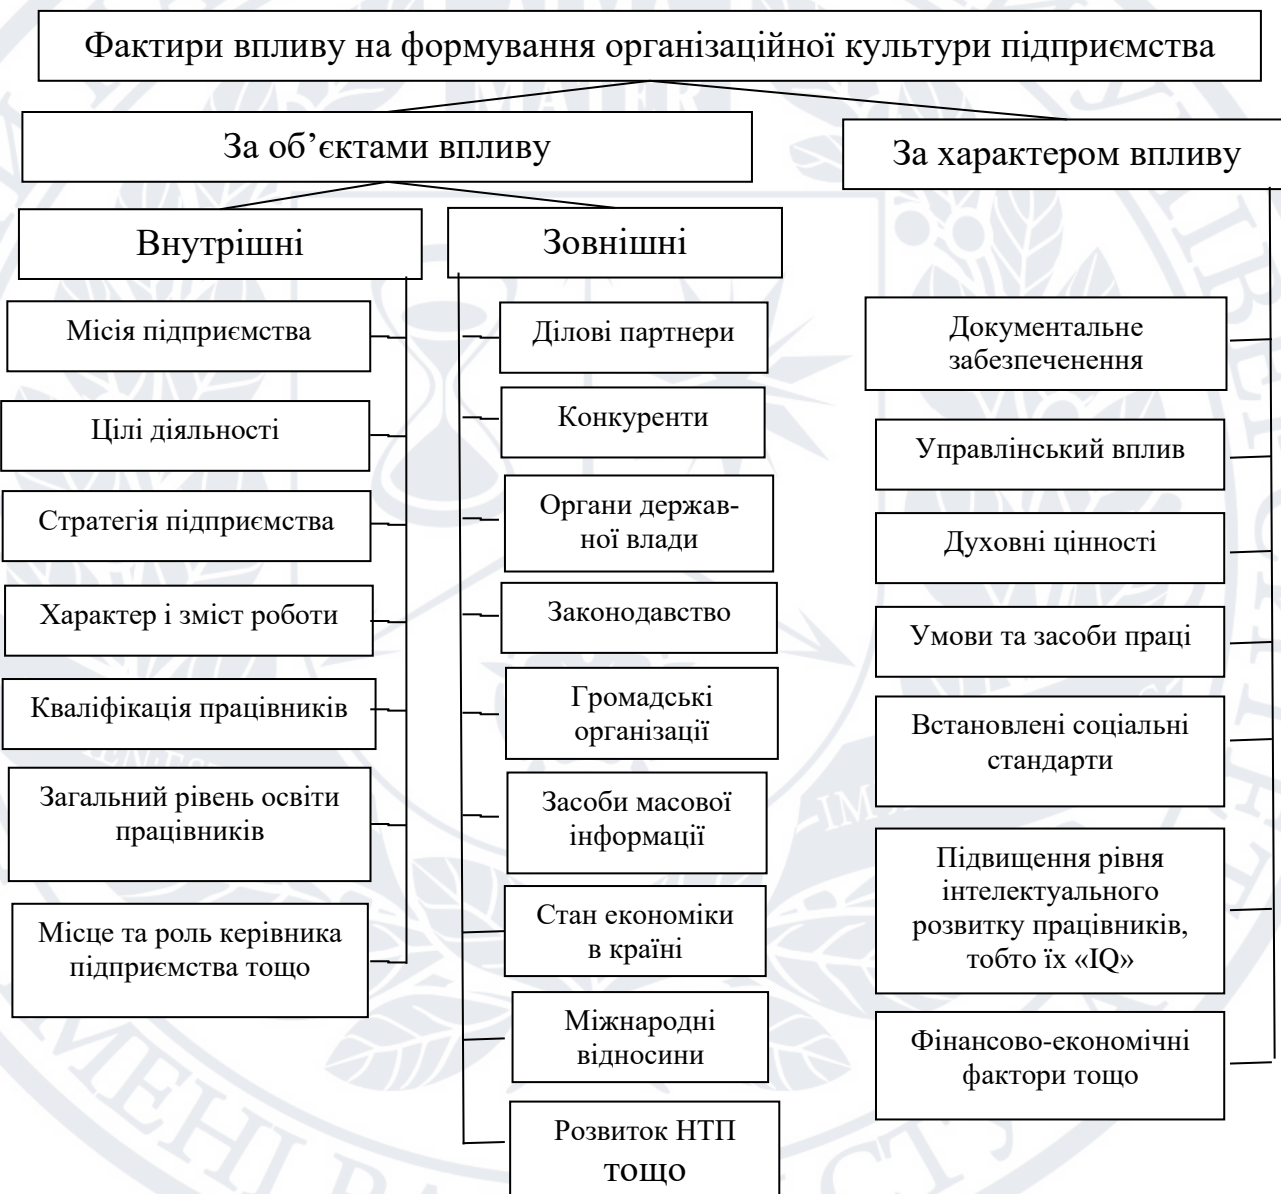 Фактири впливу на формування організаційної культури підприємства
За об’єктами впливу
За характером впливу
Внутрішні
Зовнішні
Місія підприємства
Цілі діяльності
Стратегія підприємства
Характер і зміст роботи
Кваліфікація працівників
Загальний рівень освіти
працівників
Місце та роль керівника
підприємства тощо
Ділові партнери
Конкуренти
Органи держав-
ної влади
Законодавство
Громадські
організації
Засоби масової
інформації
Стан економіки
в країні
Міжнародні
відносини
Розвиток НТП
тощо
Документальне
забезпеченення
Управлінський вплив
Духовні цінності
Умови та засоби праці
Встановлені соціальні
стандарти
Підвищення рівня
інтелектуального
розвитку працівників,
тобто їх «IQ»
Фінансово-економічні
фактори тощо